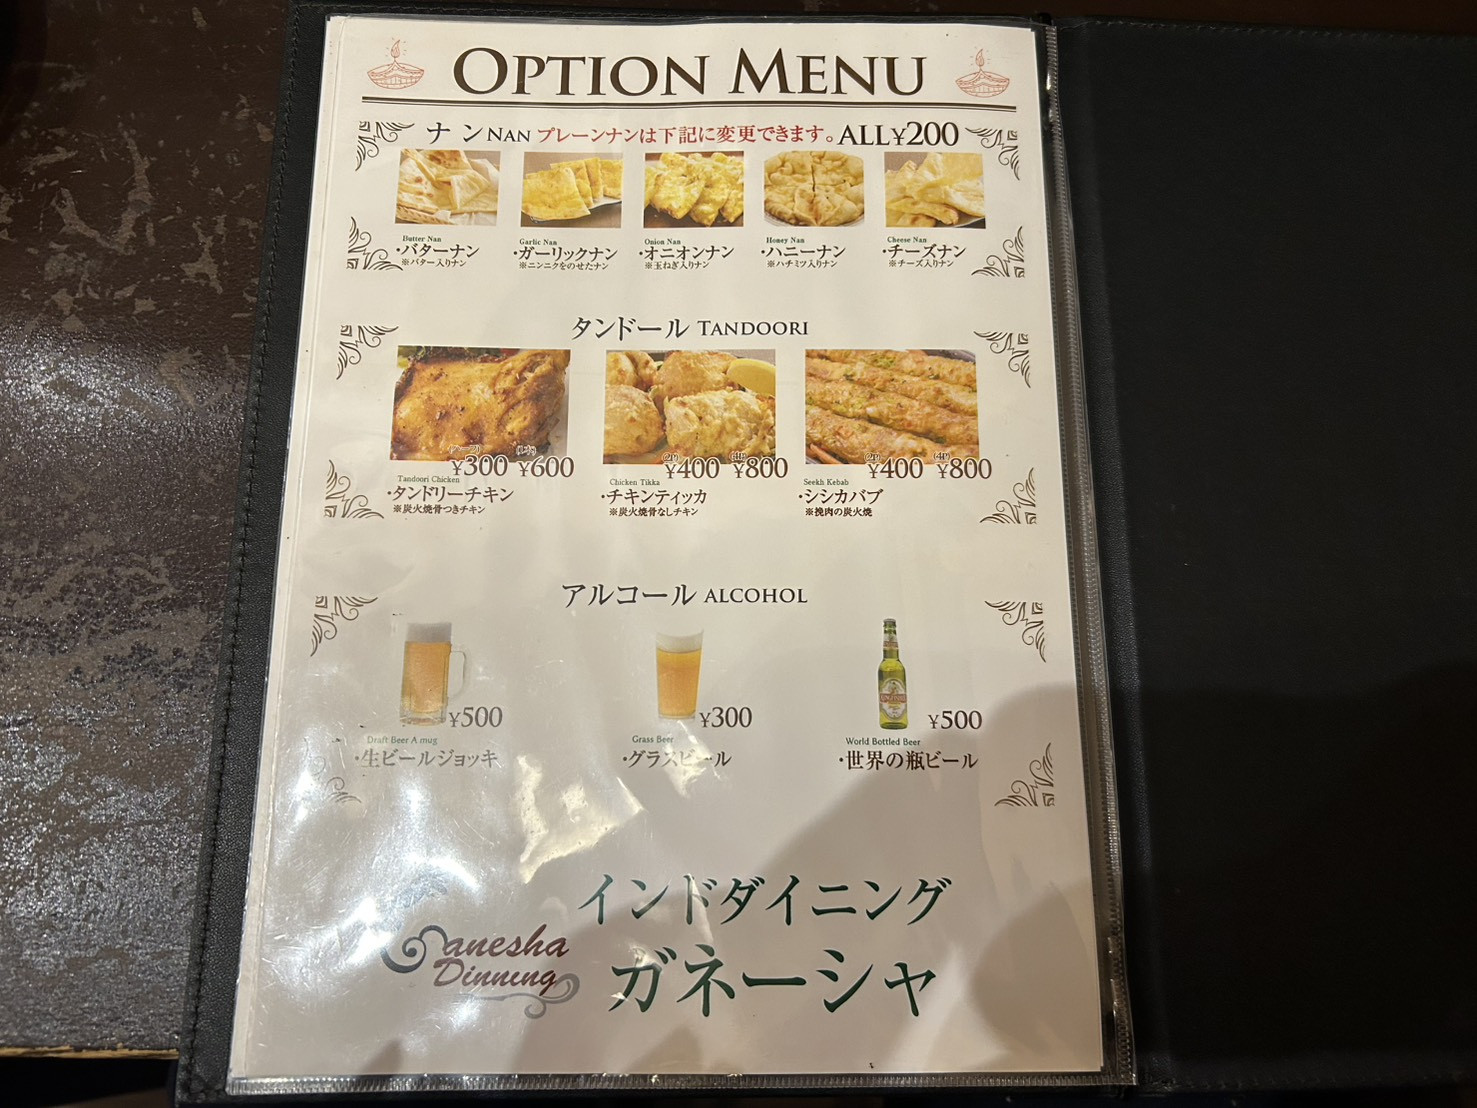 OPTION MENU
ナン NAN プレーンナンは下記に変更できます。ALL¥200
Butter Nan
・バターナン
※バター入りナン
Garlic Nan
・ガーリックナン
※ニンニクをのせたナン
Onion Nan
・オニオンナン
※玉ねぎ入りナン
Honey Nan
・ハニーナン
※ハチミツ入りナン
Cheese Nan
・チーズナン
※チーズ入りナン
タンドール TANDOORI
(ハーフ) (1本)
¥300 ¥600
Tandoori Chicken
・タンドリーチキン
※炭火焼骨つきチキン
(2P) (4P)
¥400 ¥800
Chicken Tikka
・チキンティッカ
※炭火焼骨なしチキン
(2P) (4P)
¥400 ¥800
Seekh Kebab
・シシカバブ
※挽肉の炭火焼
アルコール ALCOHOL
¥500
Draft Beer A mug
・生ビールジョッキ
¥300
Grass Beer
・グラスビール
¥500
World Bottled Beer
・世界の瓶ビール
Ganesha
Dinning
インドダイニング
ガネーシャ